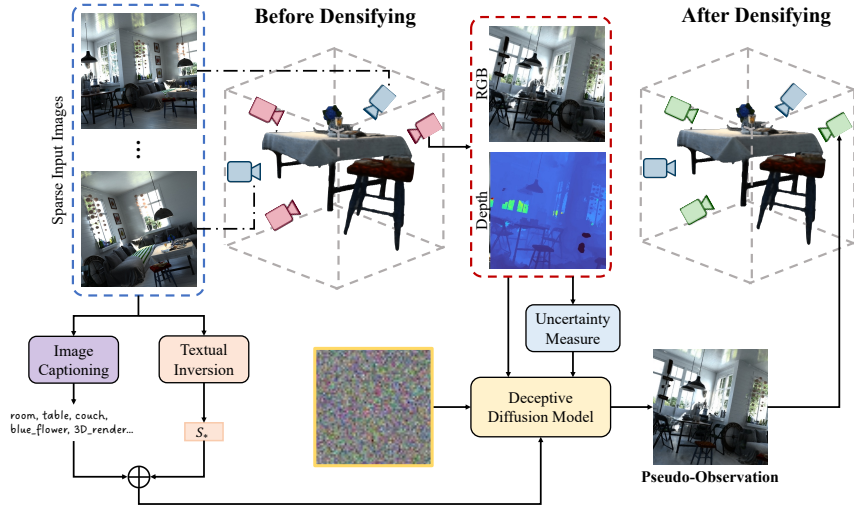 Before Densifying
After Densifying
Sparse Input Images
...
RGB
Depth
Image
Captioning
Textual
Inversion
Uncertainty
Measure
room, table, couch,
blue_flower, 3D_render...
S*
Deceptive
Diffusion Model
Pseudo-Observation